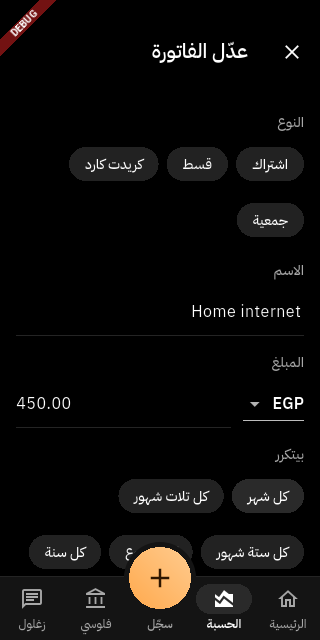 DEBUG
عدّل الفاتورة
النوع
اشتراك
قسط
كريدت كارد
جمعية
الاسم
Home internet
المبلغ
EGP
450.00
بيتكرر
كل شهر
كل تلات شهور
كل ستة شهور
كل سنة
الرئيسية
الحسبة
سجّل
فلوسي
زغلول